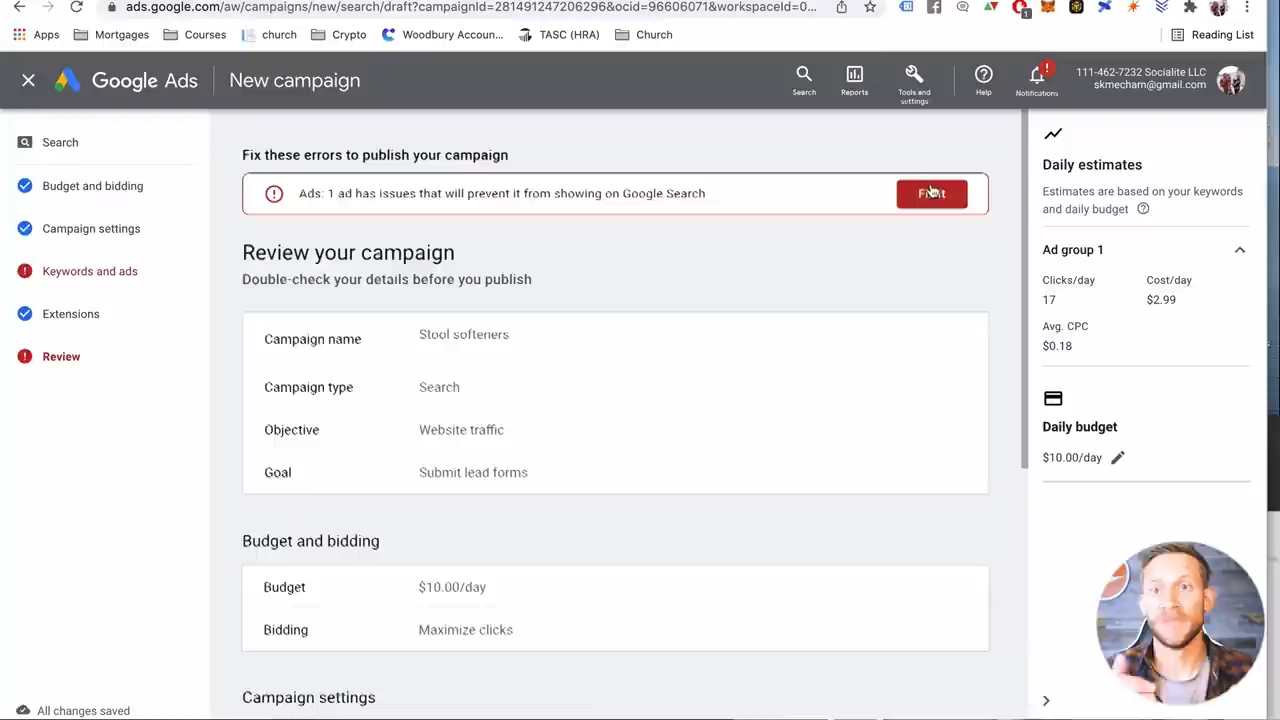 ads.google.com/aw/campaigns/new/search/draft?campaignId=281491247206296&ocid=96606071&workspaceId=0...
Apps Mortgages Courses church Crypto Woodbury Accoun... TASC (HRA) Church Reading List
Google Ads New campaign
Search Reports Tools and settings Help Notifications
111-462-7232 Socialite LLC
skmecham@gmail.com
Search
Budget and bidding
Campaign settings
Keywords and ads
Extensions
Review
All changes saved
Fix these errors to publish your campaign
Ads: 1 ad has issues that will prevent it from showing on Google Search
Review your campaign
Double-check your details before you publish
Campaign name Stool softeners
Campaign type Search
Objective Website traffic
Goal Submit lead forms
Budget and bidding
Budget $10.00/day
Bidding Maximize clicks
Campaign settings
Daily estimates
Estimates are based on your keywords
and daily budget
Ad group 1
Clicks/day Cost/day
17 $2.99
Avg. CPC
$0.18
Daily budget
$10.00/day